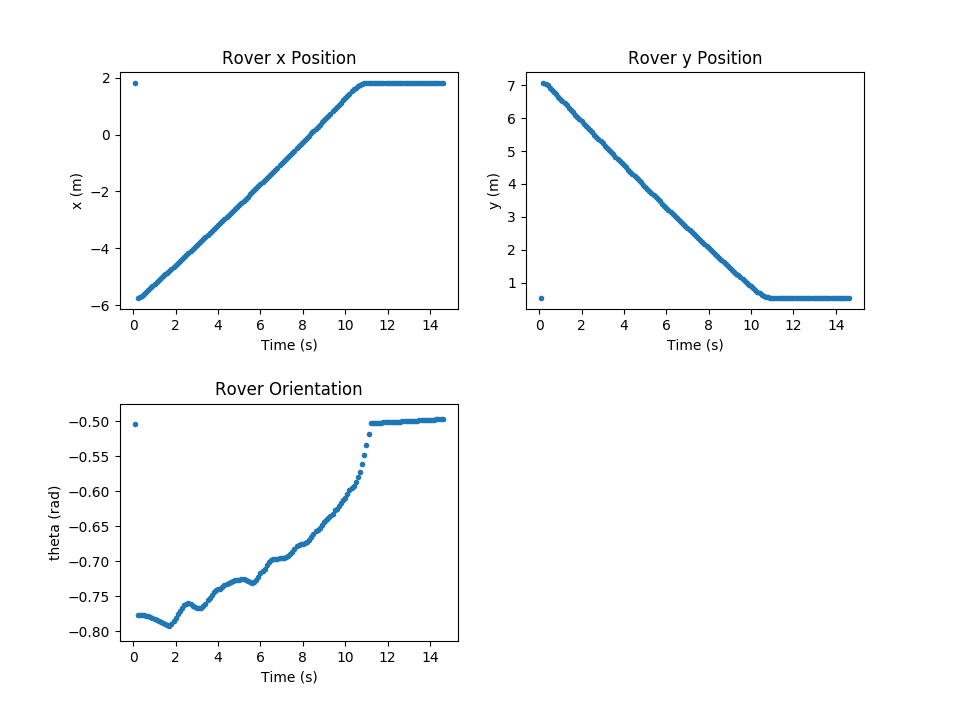 Rover x Position
2
0
−2
−4
−6
x (m)
0 2 4 6 8 10 12 14
Time (s)
Rover y Position
7
6
5
4
3
2
1
y (m)
0 2 4 6 8 10 12 14
Time (s)
Rover Orientation
−0.50
−0.55
−0.60
−0.65
−0.70
−0.75
−0.80
theta (rad)
0 2 4 6 8 10 12 14
Time (s)